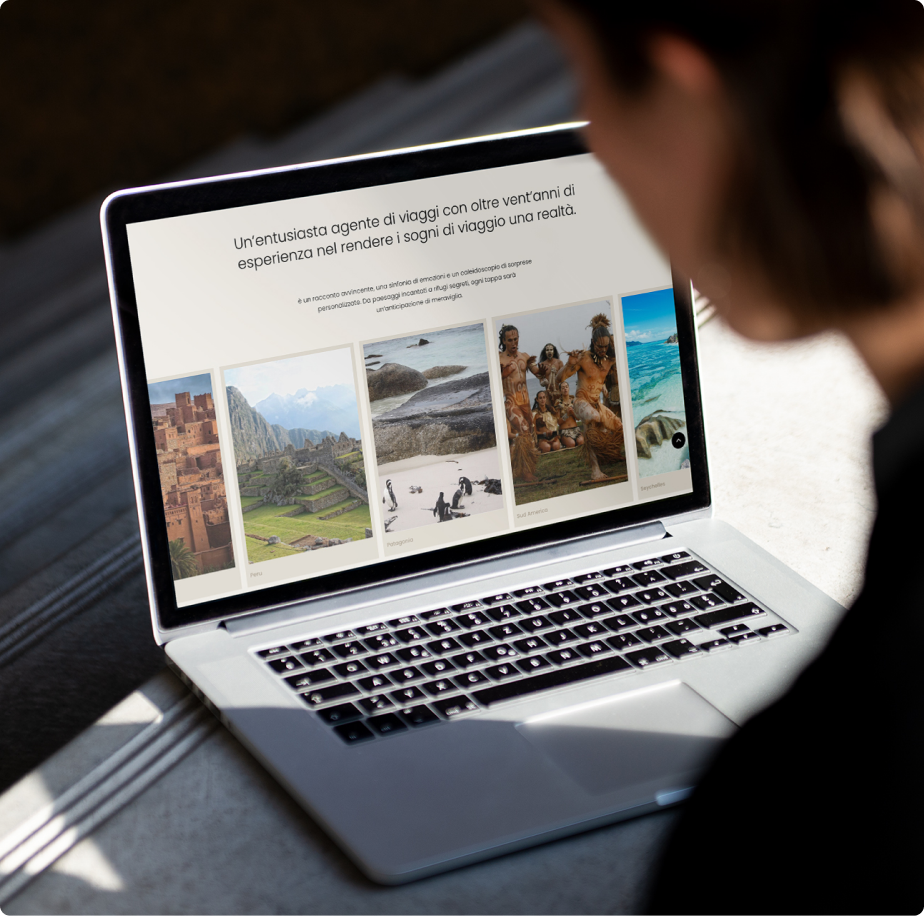 Un'entusiasta agente di viaggi con oltre vent'anni di
esperienza nel rendere i sogni di viaggio una realtà.
è un racconto avvincente, una sinfonia di emozioni e un caleidoscopio di sorprese
personalizzate. Da paesaggi incantati a rifugi segreti, ogni tappa sarà
un'anticipazione di meraviglia.
Perù
Patagonia
Sud America
Seychelles